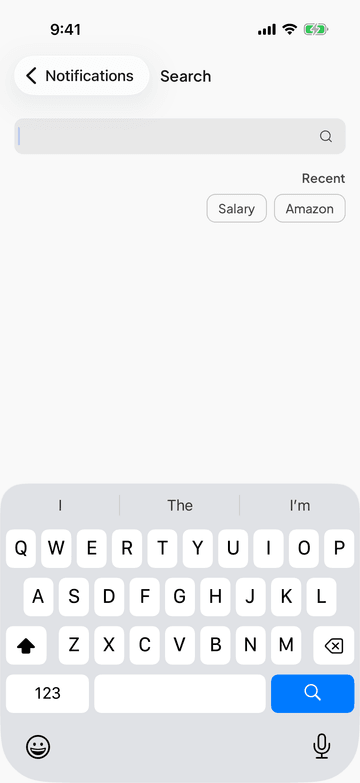 9:41
Notifications Search
Recent
Salary Amazon
I The I'm
Q W E R T Y U I O P
A S D F G H J K L
Z X C V B N M
123